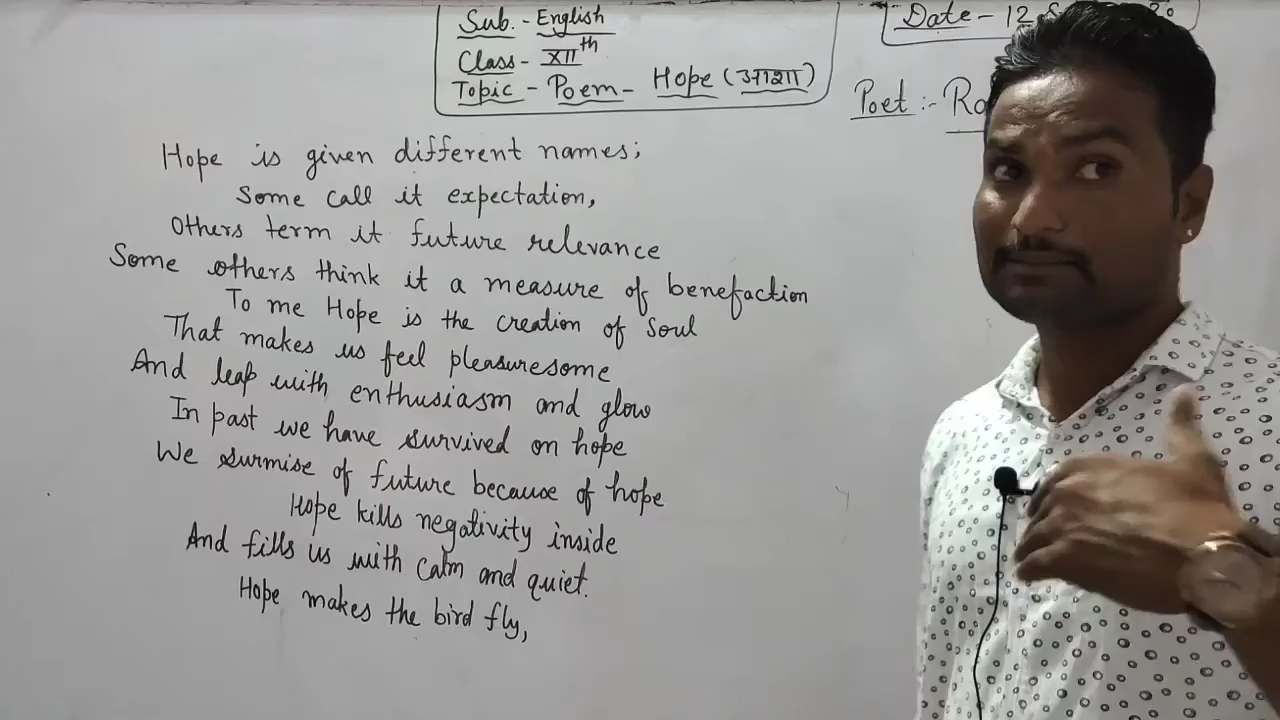 Sub. - English
Class - XIIth
Topic - Poem - Hope (आशा)
Date - 12
Poet :-
Hope is given different names;
Some call it expectation,
Others term it future relevance
Some others think it a measure of benefaction
To me Hope is the creation of Soul
That makes us feel pleasuresome
And leap with enthusiasm and glow
In past we have survived on hope
We surmise of future because of hope
Hope kills negativity inside
And fills us with calm and quiet.
Hope makes the bird fly,